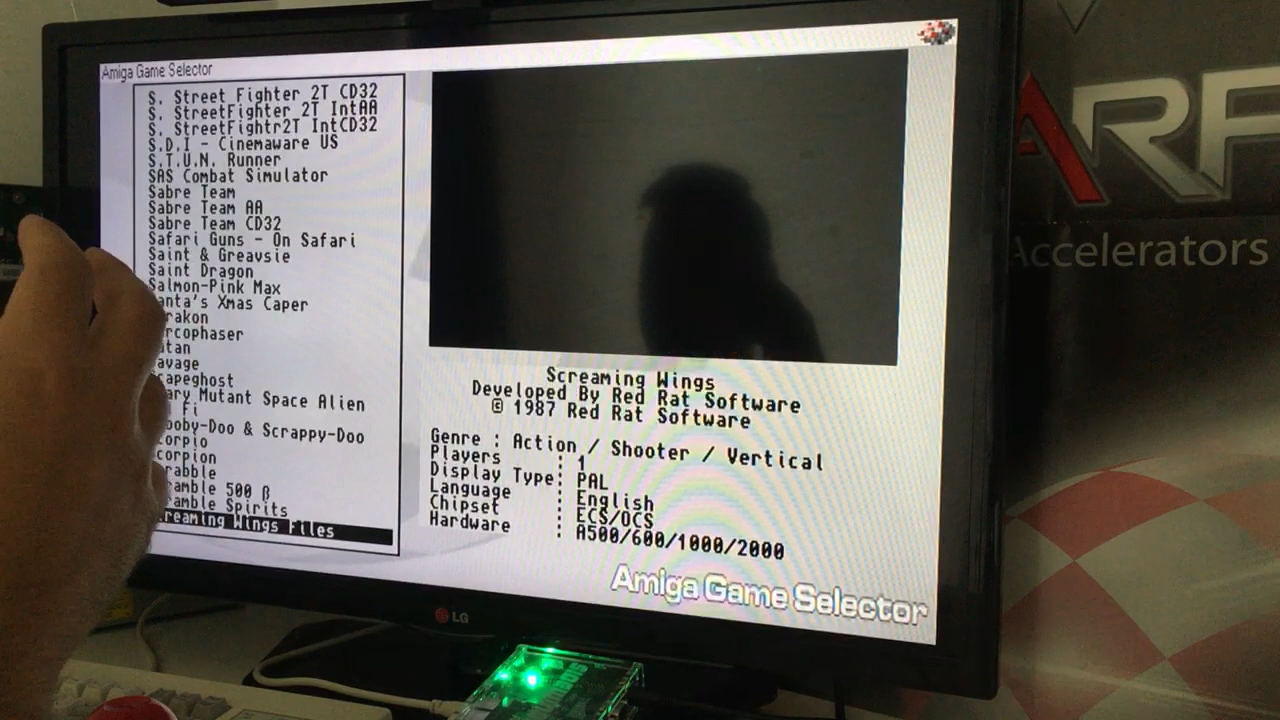 Amiga Game Selector
S. Street Fighter 2T CD32
S. StreetFighter 2T IntAA
S. StreetFightr2T IntCD32
S.D.I - Cinemaware US
S.T.U.N. Runner
SAS Combat Simulator
Sabre Team
Sabre Team AA
Sabre Team CD32
Safari Guns - On Safari
Saint & Greavsie
Saint Dragon
Salmon-Pink Max
anta's Xmas Caper
rakon
rcophaser
tan
avage
capeghost
ary Mutant Space Alien
Fi
ooby-Doo & Scrappy-Doo
corpio
corpion
rabble
amble 500 β
amble Spirits
reaming Wings Files
Screaming Wings
Developed By Red Rat Software
© 1987 Red Rat Software
Genre : Action / Shooter / Vertical
Players : 1
Display Type: PAL
Language : English
Chipset : ECS/OCS
Hardware : A500/600/1000/2000
Amiga Game Selector
LG
ARP
Accelerators